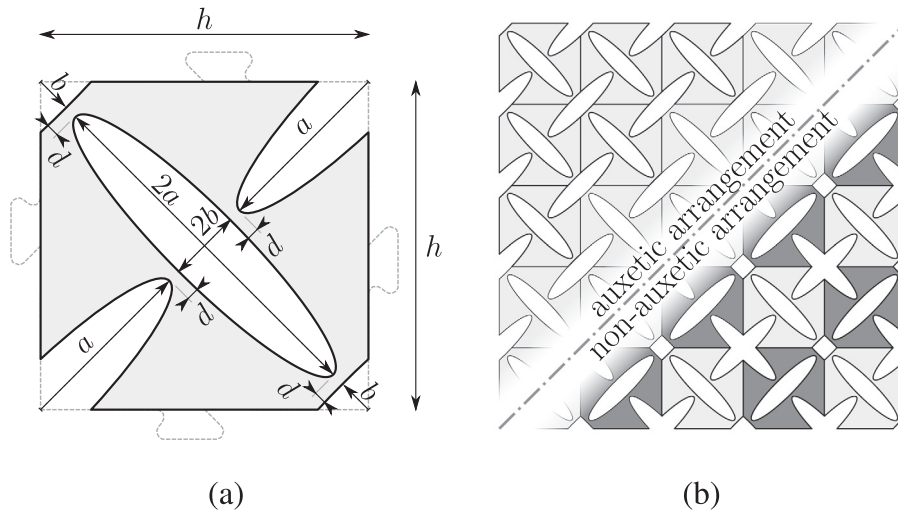 h
b
d
a
2a
2b
d
h
d
a
d
b
(a)
auxetic arrangement
non-auxetic arrangement
(b)